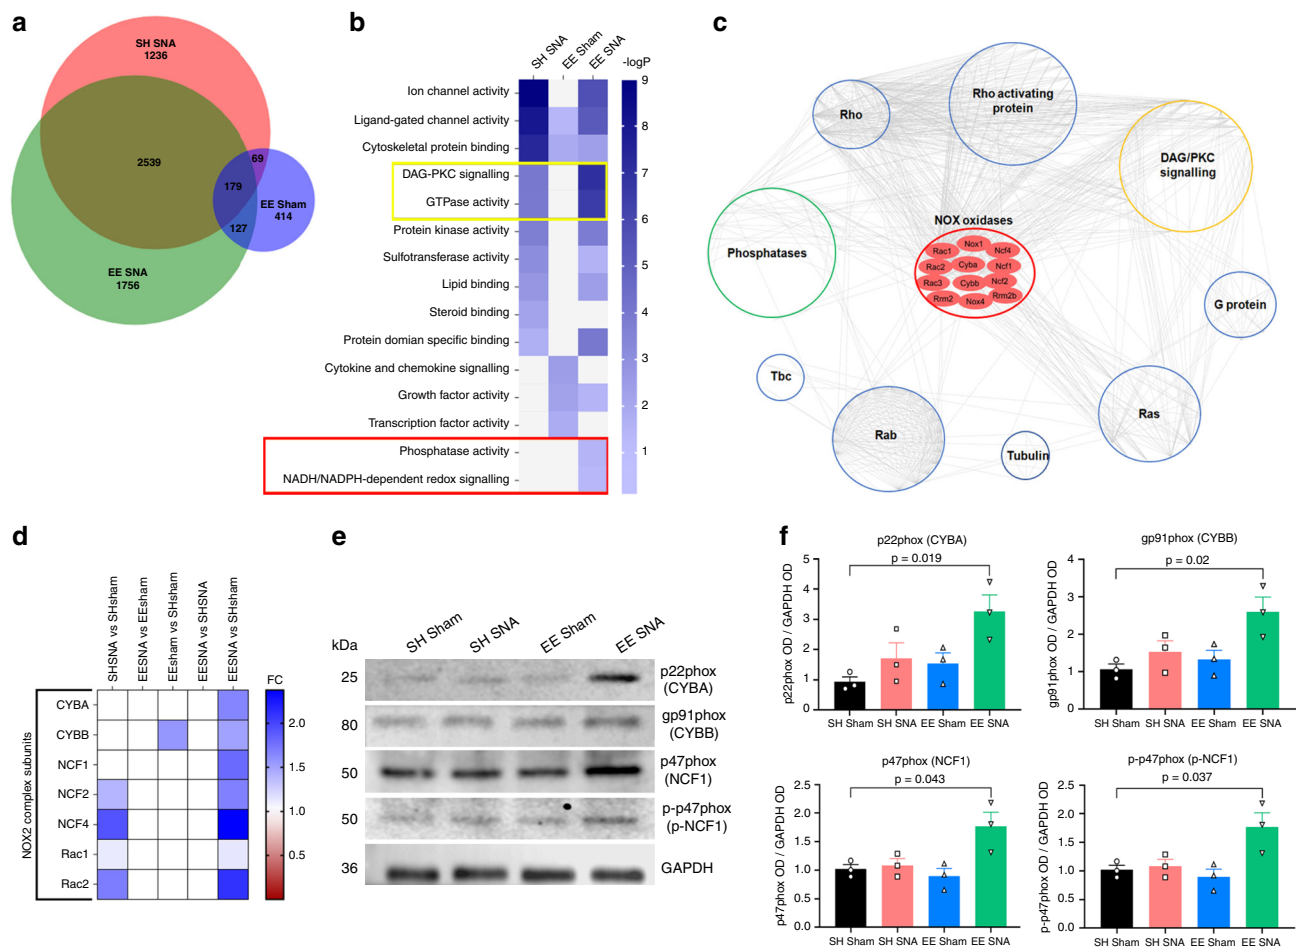 a
SH SNA
1236
2539
69
179
127
EE Sham
414
EE SNA
1756
b
SH SNA
EE Sham
EE SNA
-logP
Ion channel activity
Ligand-gated channel activity
Cytoskeletal protein binding
DAG-PKC signalling
GTPase activity
Protein kinase activity
Sulfotransferase activity
Lipid binding
Steroid binding
Protein domian specific binding
Cytokine and chemokine signalling
Growth factor activity
Transcription factor activity
Phosphatase activity
NADH/NADPH-dependent redox signalling
9
8
7
6
5
4
3
2
1
c
Rho
Rho activating
protein
DAG/PKC
signalling
Phosphatases
NOX oxidases
Rac1
Nox1
Ncf4
Rac2
Cyba
Ncf1
Rac3
Cybb
Ncf2
Rrm2
Nox4
Rrm2b
G protein
Tbc
Rab
Tubulin
Ras
d
SHSNA vs SHsham
EESNA vs EEsham
EEsham vs SHsham
EESNA vs SHSNA
EESNA vs SHsham
FC
NOX2 complex subunits
CYBA
CYBB
NCF1
NCF2
NCF4
Rac1
Rac2
2.0
1.5
1.0
0.5
e
kDa
SH Sham
SH SNA
EE Sham
EE SNA
25
p22phox
(CYBA)
80
gp91phox
(CYBB)
50
p47phox
(NCF1)
50
p-p47phox
(p-NCF1)
36
GAPDH
f
p22phox (CYBA)
p = 0.019
p22phox OD / GAPDH OD
5
4
3
2
1
0
SH Sham
SH SNA
EE Sham
EE SNA
gp91phox (CYBB)
p = 0.02
gp91phox OD / GAPDH OD
4
3
2
1
0
SH Sham
SH SNA
EE Sham
EE SNA
p47phox (NCF1)
p = 0.043
p47phox OD / GAPDH OD
2.5
2.0
1.5
1.0
0.5
0.0
SH Sham
SH SNA
EE Sham
EE SNA
p-p47phox (p-NCF1)
p = 0.037
p-p47phox OD / GAPDH OD
2.5
2.0
1.5
1.0
0.5
0.0
SH Sham
SH SNA
EE Sham
EE SNA